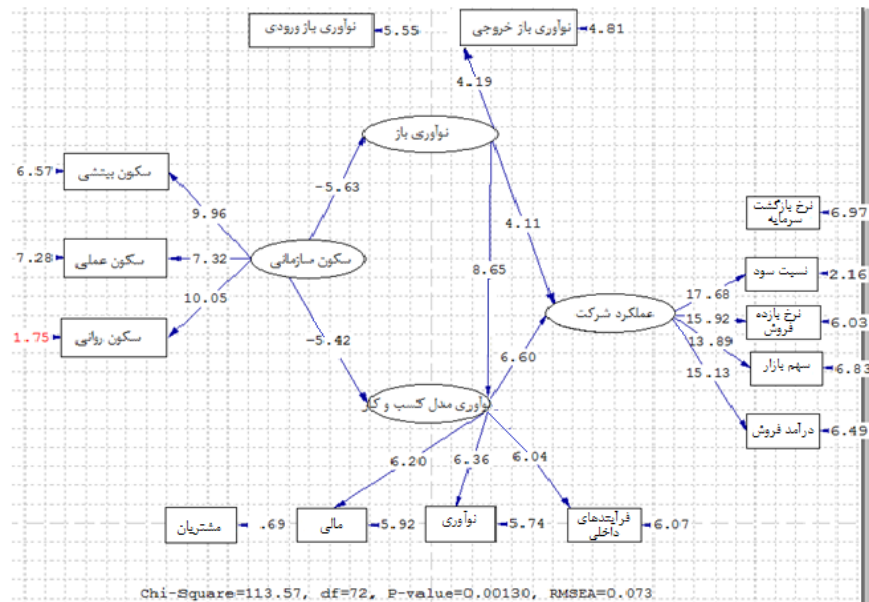 نوآوری باز ورودی
5.55
نوآوری باز خروجی
4.81
4.19
نوآوری باز
6.57
سکون بینشی
-5.63
9.96
4.11
نرخ بازگشت
سرمایه
6.97
7.28
سکون عملی
7.32
سکون سازمانی
8.65
نسبت سود
2.16
17.68
10.05
عملکرد شرکت
15.92
نرخ بازده
فروش
6.03
1.75
سکون روانی
-5.42
13.89
6.60
سهم بازار
6.83
15.13
نوآوری مدل کسب و کار
درآمد فروش
6.49
6.20
6.36
6.04
مشتریان
.69
مالی
5.92
نوآوری
5.74
فرآیندهای
داخلی
6.07
Chi-Square=113.57, df=72, P-value=0.00130, RMSEA=0.073